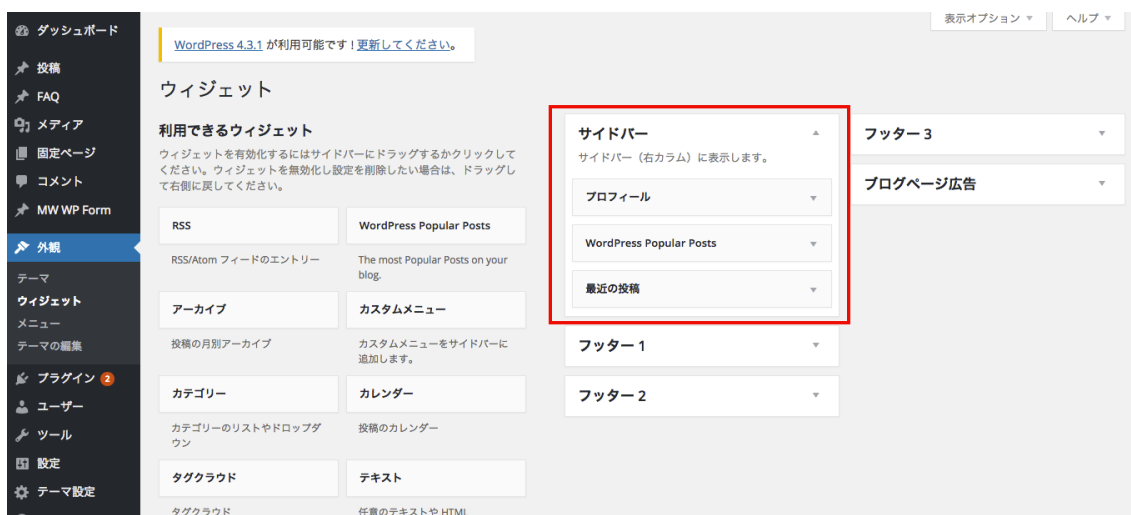 ダッシュボード
投稿
FAQ
メディア
固定ページ
コメント
MW WP Form
外観
テーマ
ウィジェット
メニュー
テーマの編集
プラグイン 2
ユーザー
ツール
設定
テーマ設定
表示オプション
ヘルプ
WordPress 4.3.1 が利用可能です ! 更新してください。
ウィジェット
利用できるウィジェット
ウィジェットを有効化するにはサイドバーにドラッグするかクリックして
ください。ウィジェットを無効化し設定を削除したい場合は、ドラッグし
て右側に戻してください。
RSS
RSS/Atom フィードのエントリー
WordPress Popular Posts
The most Popular Posts on your
blog.
アーカイブ
投稿の月別アーカイブ
カスタムメニュー
カスタムメニューをサイドバーに
追加します。
カテゴリー
カテゴリーのリストやドロップダ
ウン
カレンダー
投稿のカレンダー
タグクラウド
タグクラウド
テキスト
任意のテキストや HTML
サイドバー
サイドバー（右カラム）に表示します。
プロフィール
WordPress Popular Posts
最近の投稿
フッター 1
フッター 2
フッター 3
ブログページ広告